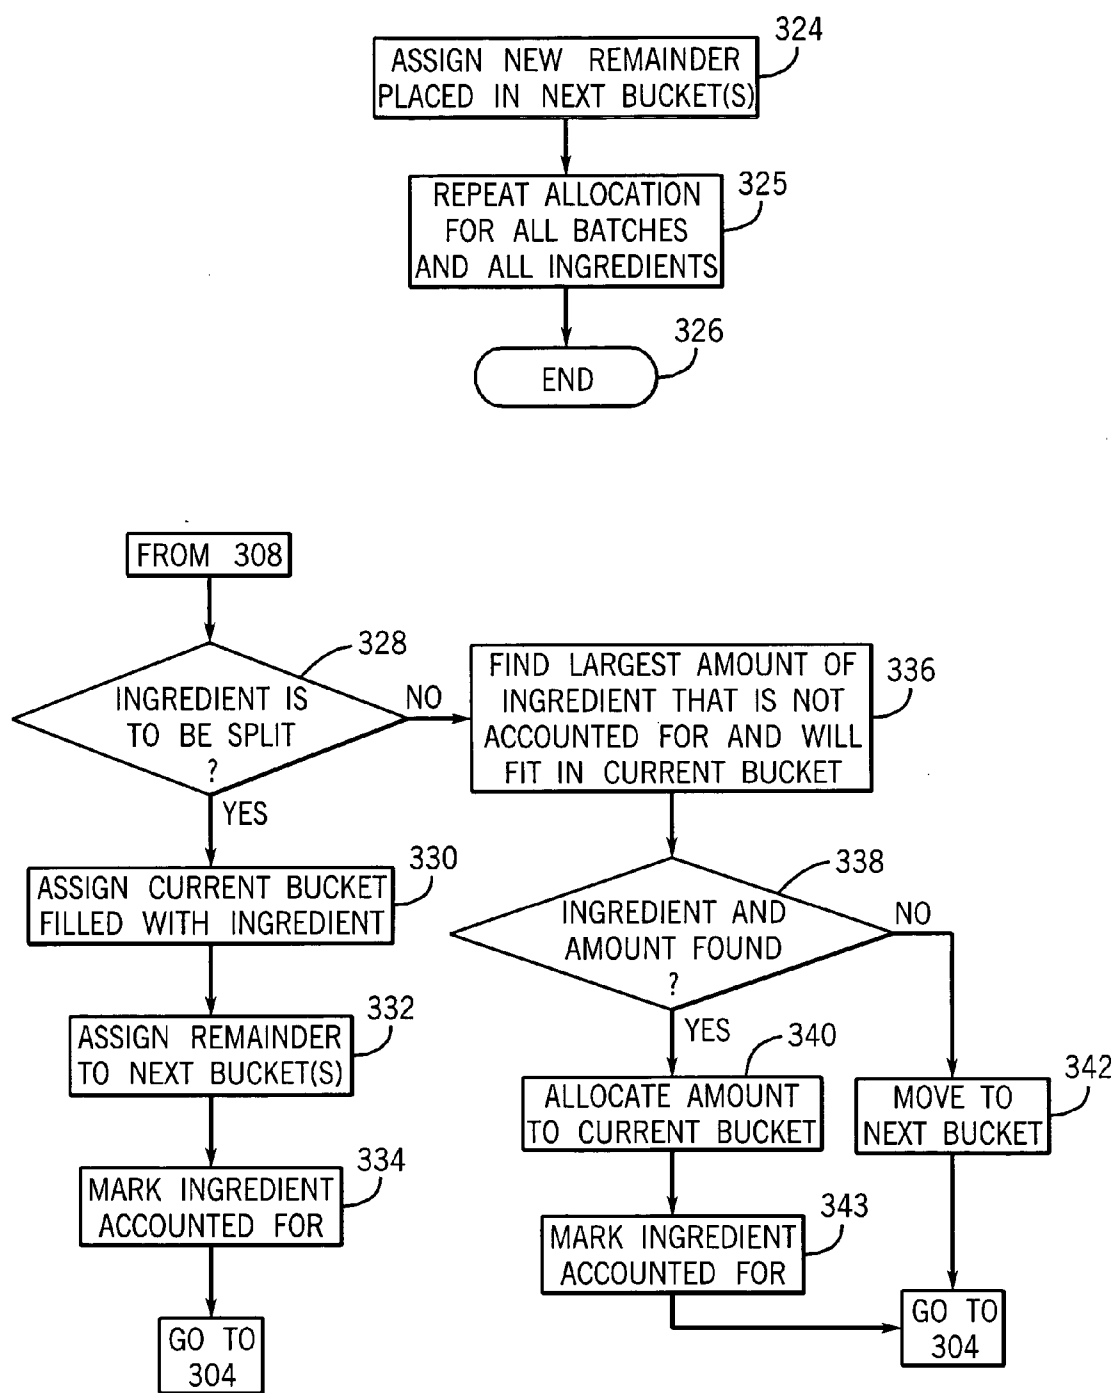 324
ASSIGN NEW REMAINDER
PLACED IN NEXT BUCKET(S)
325
REPEAT ALLOCATION
FOR ALL BATCHES
AND ALL INGREDIENTS
326
END
FROM 308
328
INGREDIENT IS
TO BE SPLIT
?
NO
YES
336
FIND LARGEST AMOUNT OF
INGREDIENT THAT IS NOT
ACCOUNTED FOR AND WILL
FIT IN CURRENT BUCKET
330
ASSIGN CURRENT BUCKET
FILLED WITH INGREDIENT
338
INGREDIENT AND
AMOUNT FOUND
?
NO
YES
332
ASSIGN REMAINDER
TO NEXT BUCKET(S)
340
ALLOCATE AMOUNT
TO CURRENT BUCKET
342
MOVE TO
NEXT BUCKET
334
MARK INGREDIENT
ACCOUNTED FOR
343
MARK INGREDIENT
ACCOUNTED FOR
GO TO
304
GO TO
304